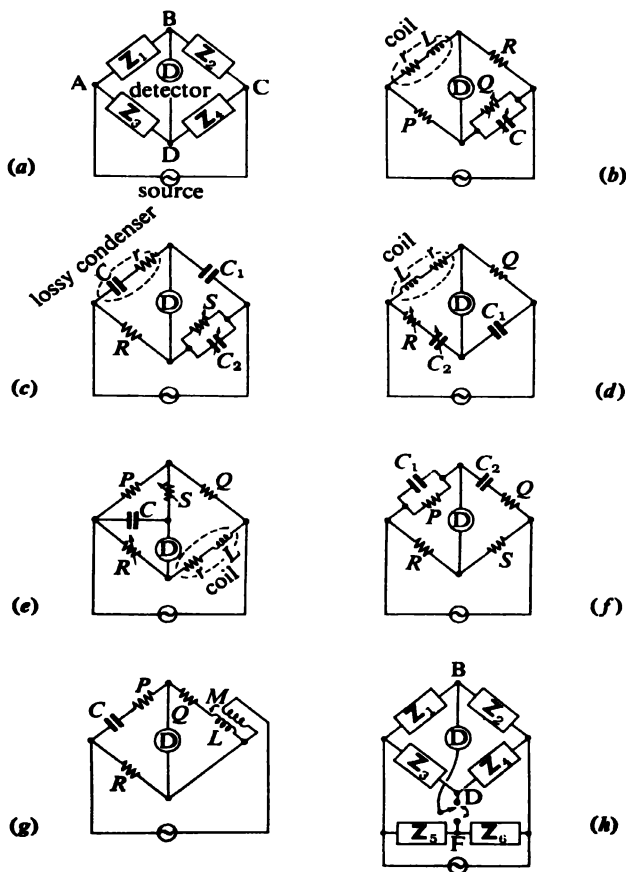 B
Z1 Z2
A D C
detector
Z3 Z4
D
source
(a)
coil
r L R
D Q
P C
(b)
lossy condenser
C r C1
D S
R C2
(c)
coil
L r Q
D
R C1
C2
(d)
P Q
S
C
D
R r L
coil
(e)
C1 C2
Q
P D
R S
(f)
P M
C Q
D L
R
(g)
B
Z1 Z2
D
Z3 Z4
D
Z5 F Z6
(h)